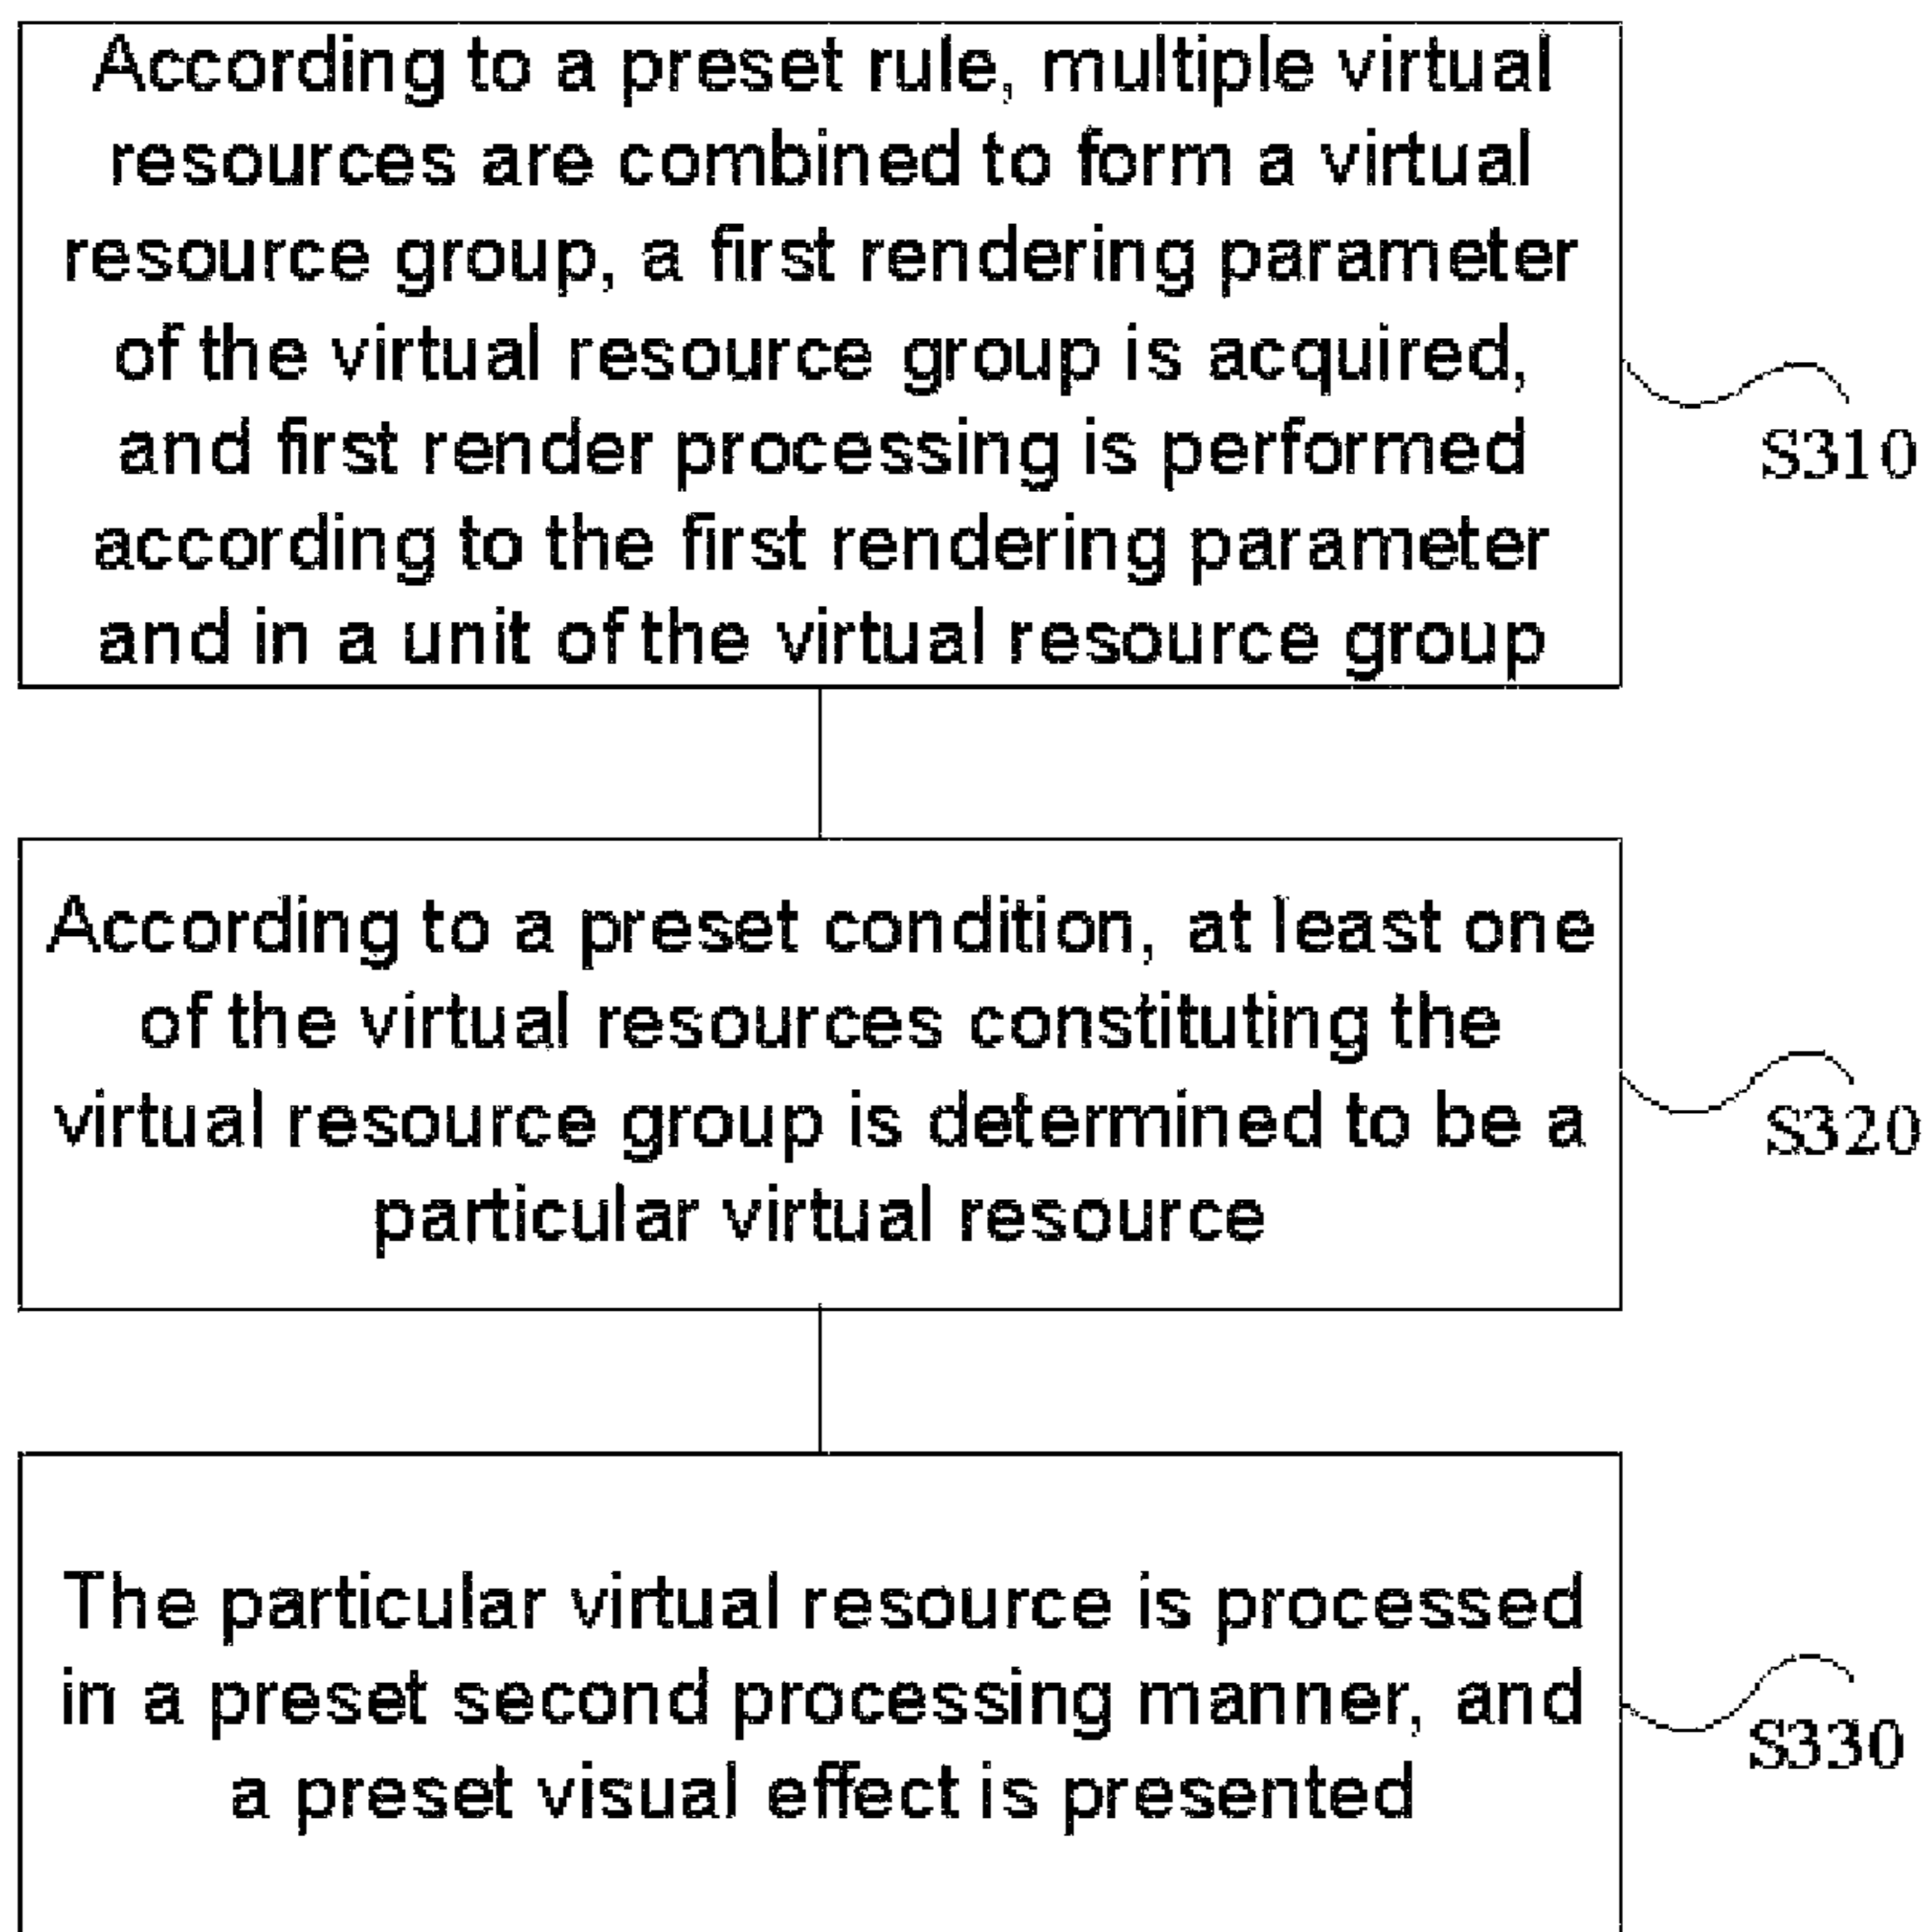 According to a preset rule, multiple virtual
resources are combined to form a virtual
resource group, a first rendering parameter
of the virtual resource group is acquired,
and first render processing is performed
according to the first rendering parameter
and in a unit of the virtual resource group
S310
According to a preset condition, at least one
of the virtual resources constituting the
virtual resource group is determined to be a
particular virtual resource
S320
The particular virtual resource is processed
in a preset second processing manner, and
a preset visual effect is presented
S330